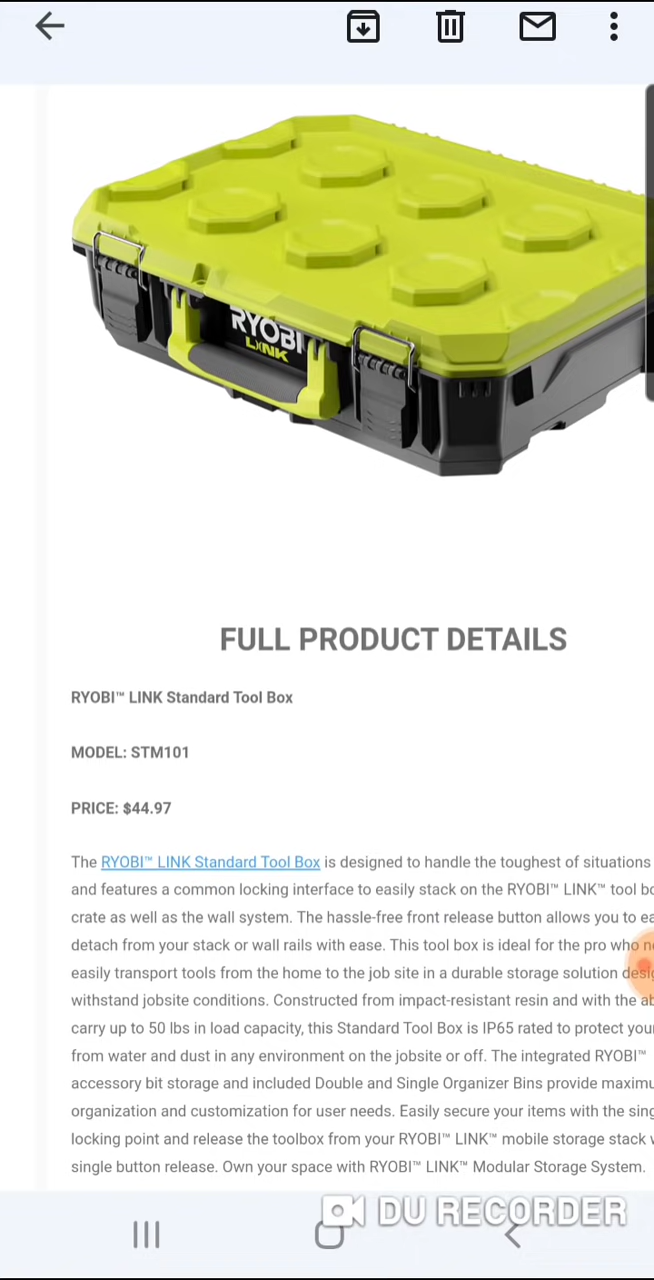 RYOBI
LINK
FULL PRODUCT DETAILS
RYOBI™ LINK Standard Tool Box
MODEL: STM101
PRICE: $44.97
The RYOBI™ LINK Standard Tool Box is designed to handle the toughest of situations
and features a common locking interface to easily stack on the RYOBI™ LINK™ tool
crate as well as the wall system. The hassle-free front release button allows you to
detach from your stack or wall rails with ease. This tool box is ideal for the pro who
easily transport tools from the home to the job site in a durable storage solution
withstand jobsite conditions. Constructed from impact-resistant resin and with the
carry up to 50 lbs in load capacity, this Standard Tool Box is IP65 rated to protect
from water and dust in any environment on the jobsite or off. The integrated RYOBI™
accessory bit storage and included Double and Single Organizer Bins provide
organization and customization for user needs. Easily secure your items with the
locking point and release the toolbox from your RYOBI™ LINK™ mobile storage stack
single button release. Own your space with RYOBI™ LINK™ Modular Storage System.
DU RECORDER